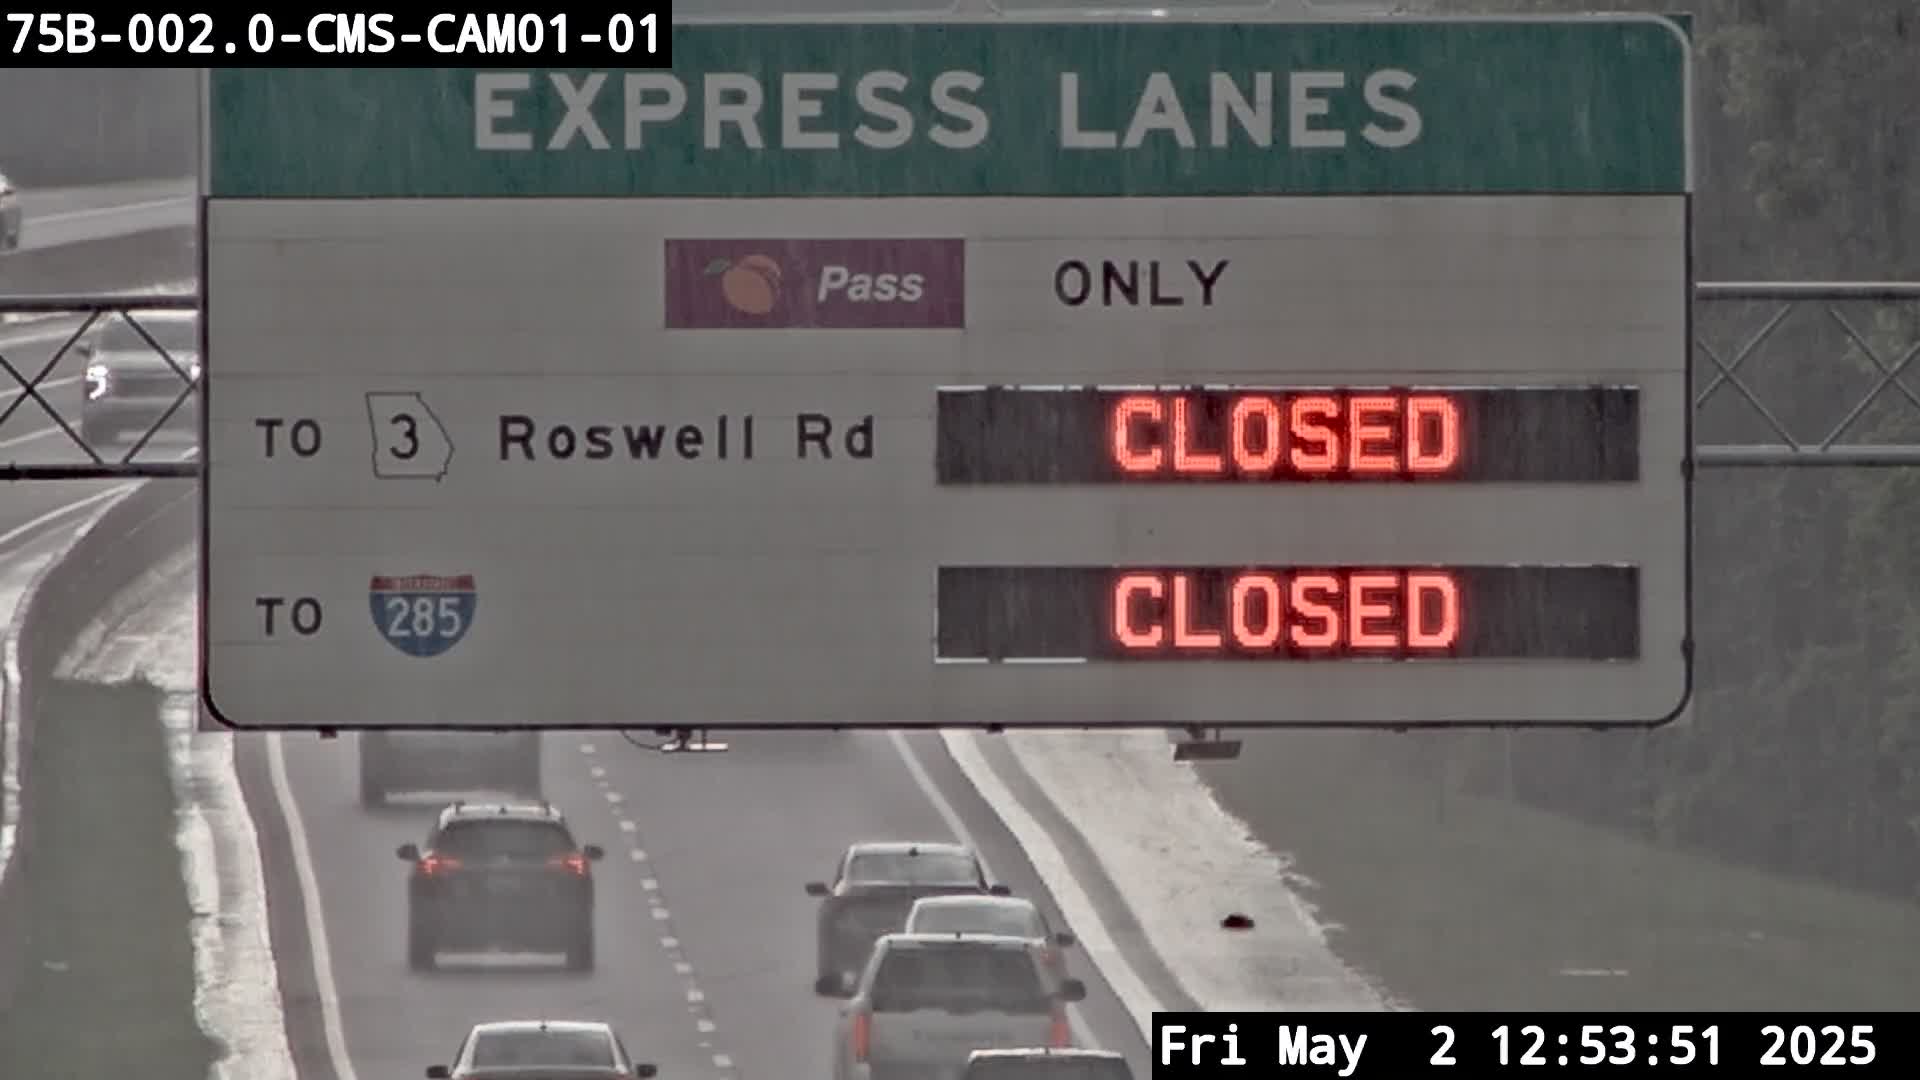 75B-002.0-CMS-CAM01-01
EXPRESS LANES
Pass ONLY
TO 3 Roswell Rd CLOSED
TO 285 CLOSED
Fri May 2 12:53:51 2025